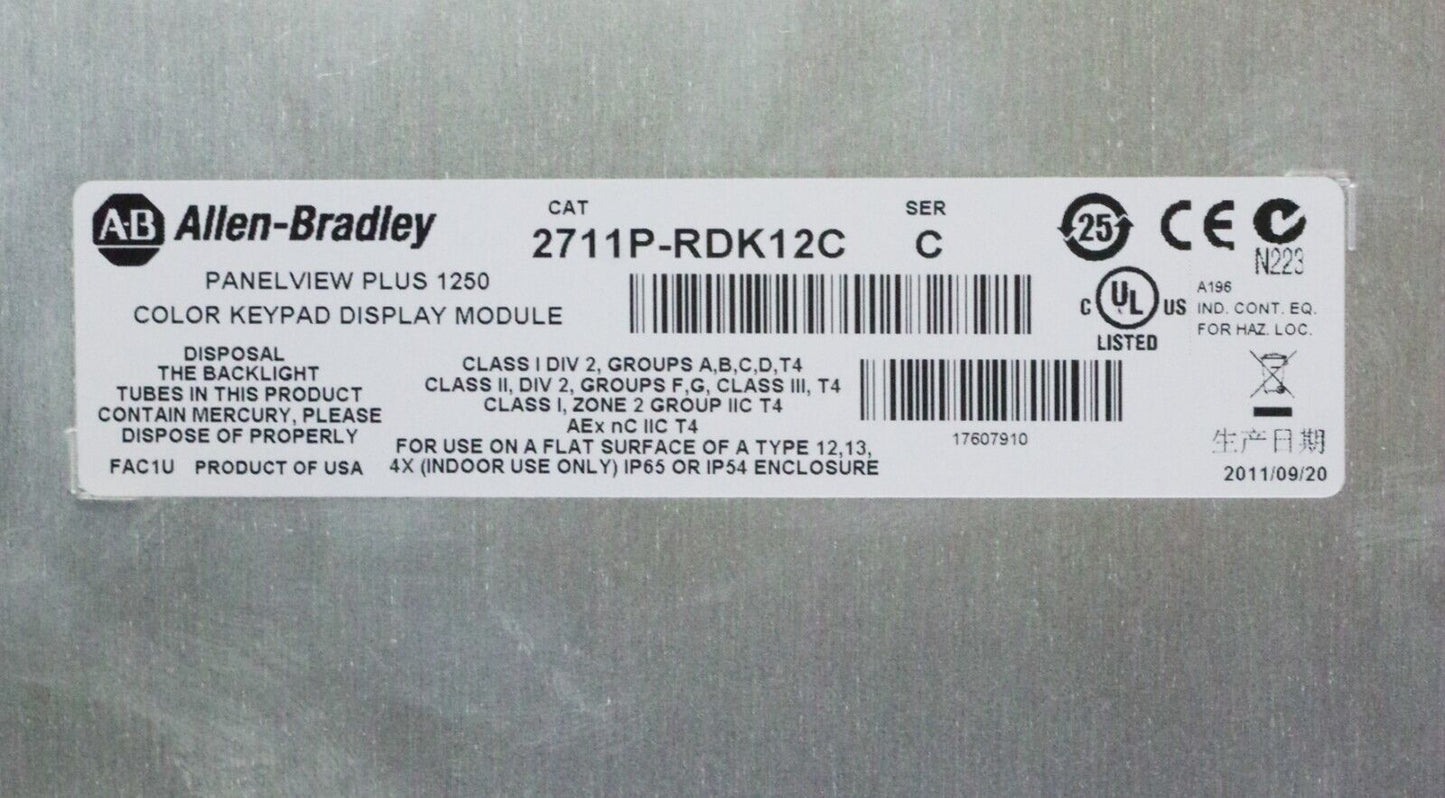 A-B Allen-Bradley
CAT
2711P-RDK12C
SER
C
PANELVIEW PLUS 1250
COLOR KEYPAD DISPLAY MODULE
25
CE
N223
C UL US
LISTED
A196
IND. CONT. EQ.
FOR HAZ. LOC.
DISPOSAL
THE BACKLIGHT
TUBES IN THIS PRODUCT
CONTAIN MERCURY, PLEASE
DISPOSE OF PROPERLY
FAC1U PRODUCT OF USA
CLASS I DIV 2, GROUPS A,B,C,D,T4
CLASS II, DIV 2, GROUPS F,G, CLASS III, T4
CLASS I, ZONE 2 GROUP IIC T4
AEx nC IIC T4
FOR USE ON A FLAT SURFACE OF A TYPE 12,13,
4X (INDOOR USE ONLY) IP65 OR IP54 ENCLOSURE
17607910
生产日期
2011/09/20